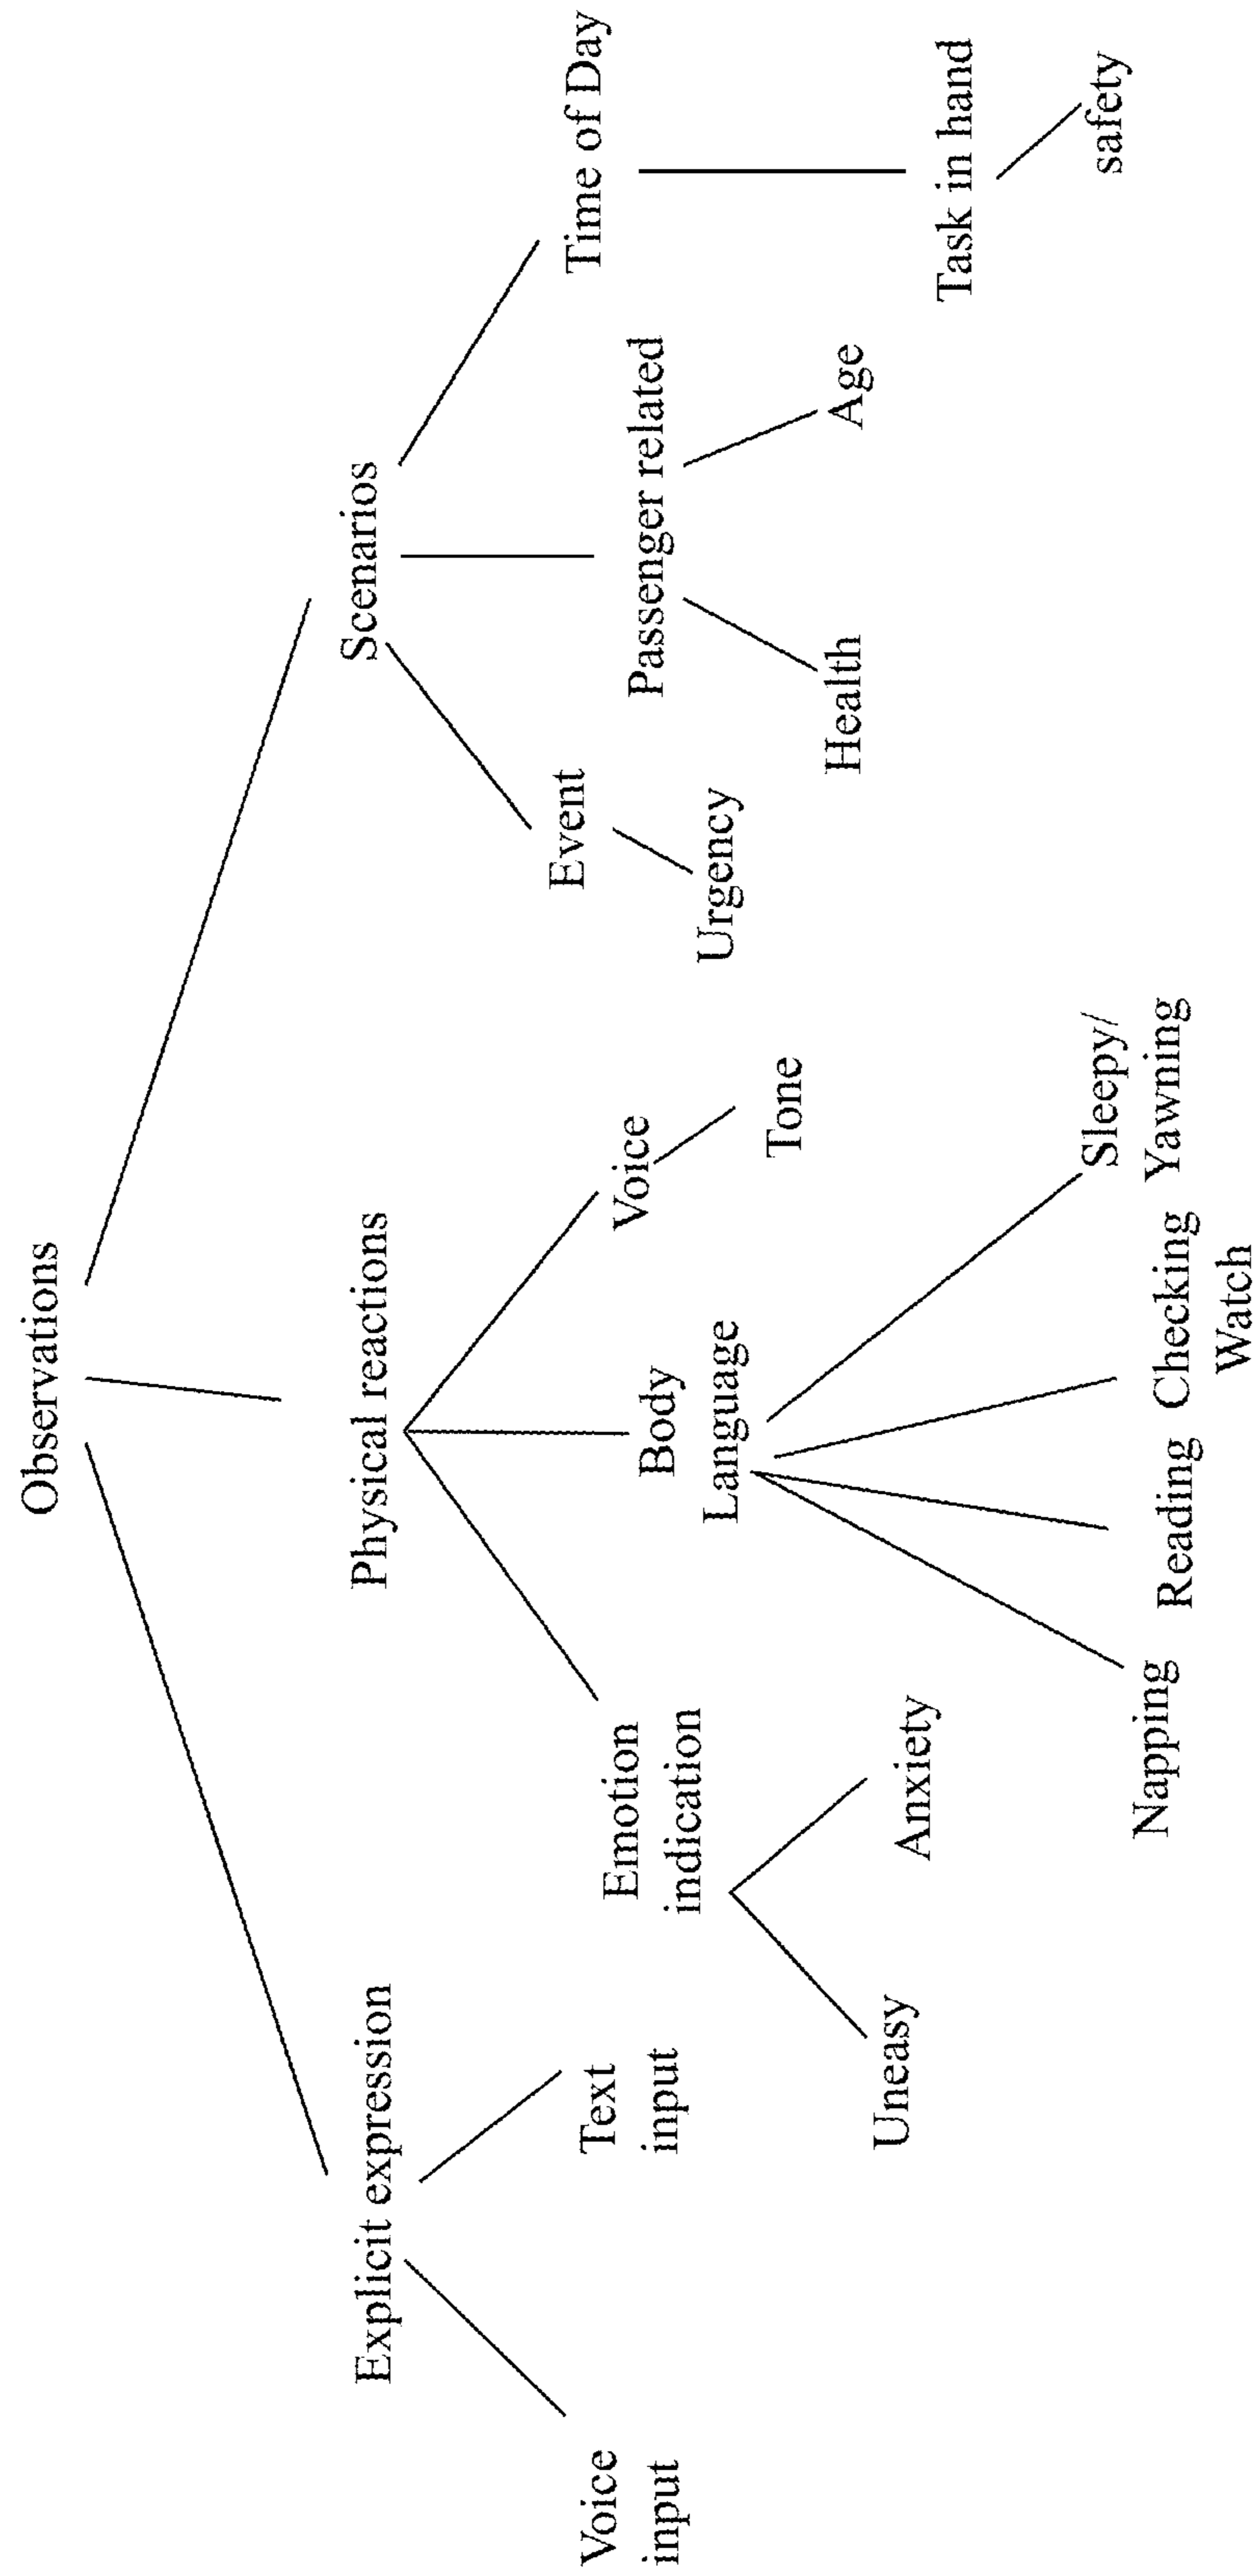 Observations
Explicit expression
Physical reactions
Scenarios
Voice
input
Text
input
Emotion
indication
Body
Language
Voice
Event
Passenger related
Time of Day
Uneasy
Anxiety
Tone
Urgency
Health
Age
Task in hand
Napping
Reading
Checking
Watch
Sleepy/
Yawning
safety